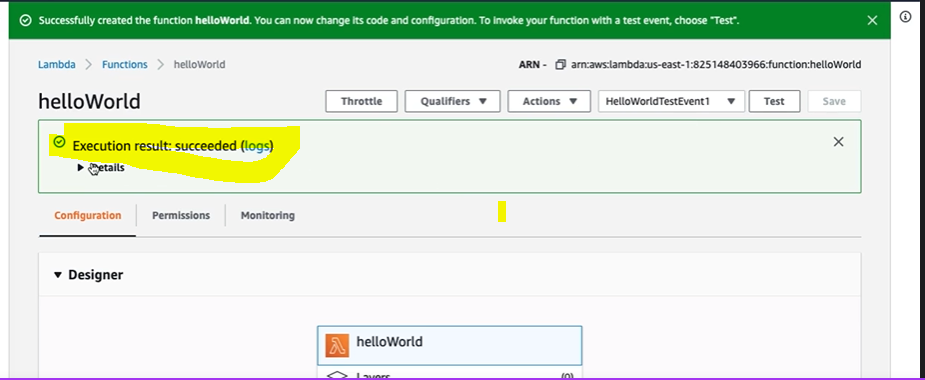 Successfully created the function helloWorld. You can now change its code and configuration. To invoke your function with a test event, choose "Test".
Lambda > Functions > helloWorld
ARN - arn:aws:lambda:us-east-1:825148403966:function:helloWorld
helloWorld
Throttle Qualifiers Actions HelloWorldTestEvent1 Test Save
Execution result: succeeded (logs)
Details
Configuration Permissions Monitoring
Designer
helloWorld
Layers (0)